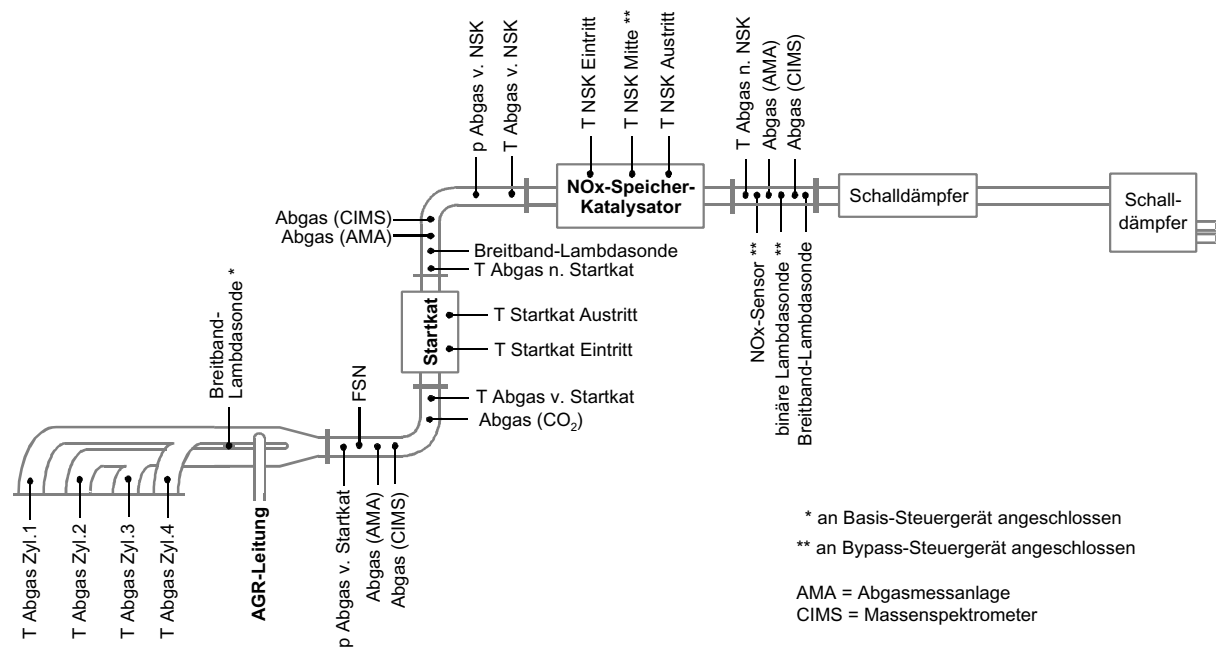 p Abgas v. NSK
T Abgas v. NSK
T NSK Eintritt
T NSK Mitte **
T NSK Austritt
T Abgas n. NSK
Abgas (AMA)
Abgas (CIMS)
NOx-Speicher-
Katalysator
Schalldämpfer
Schall-
dämpfer
Abgas (CIMS)
Abgas (AMA)
Breitband-Lambdasonde
T Abgas n. Startkat
NOx-Sensor **
binäre Lambdasonde **
Breitband-Lambdasonde
Startkat
T Startkat Austritt
T Startkat Eintritt
Breitband-
Lambdasonde *
FSN
T Abgas v. Startkat
Abgas (CO₂)
T Abgas Zyl.1
T Abgas Zyl.2
T Abgas Zyl.3
T Abgas Zyl.4
AGR-Leitung
p Abgas v. Startkat
Abgas (AMA)
Abgas (CIMS)
* an Basis-Steuergerät angeschlossen
** an Bypass-Steuergerät angeschlossen
AMA = Abgasmessanlage
CIMS = Massenspektrometer